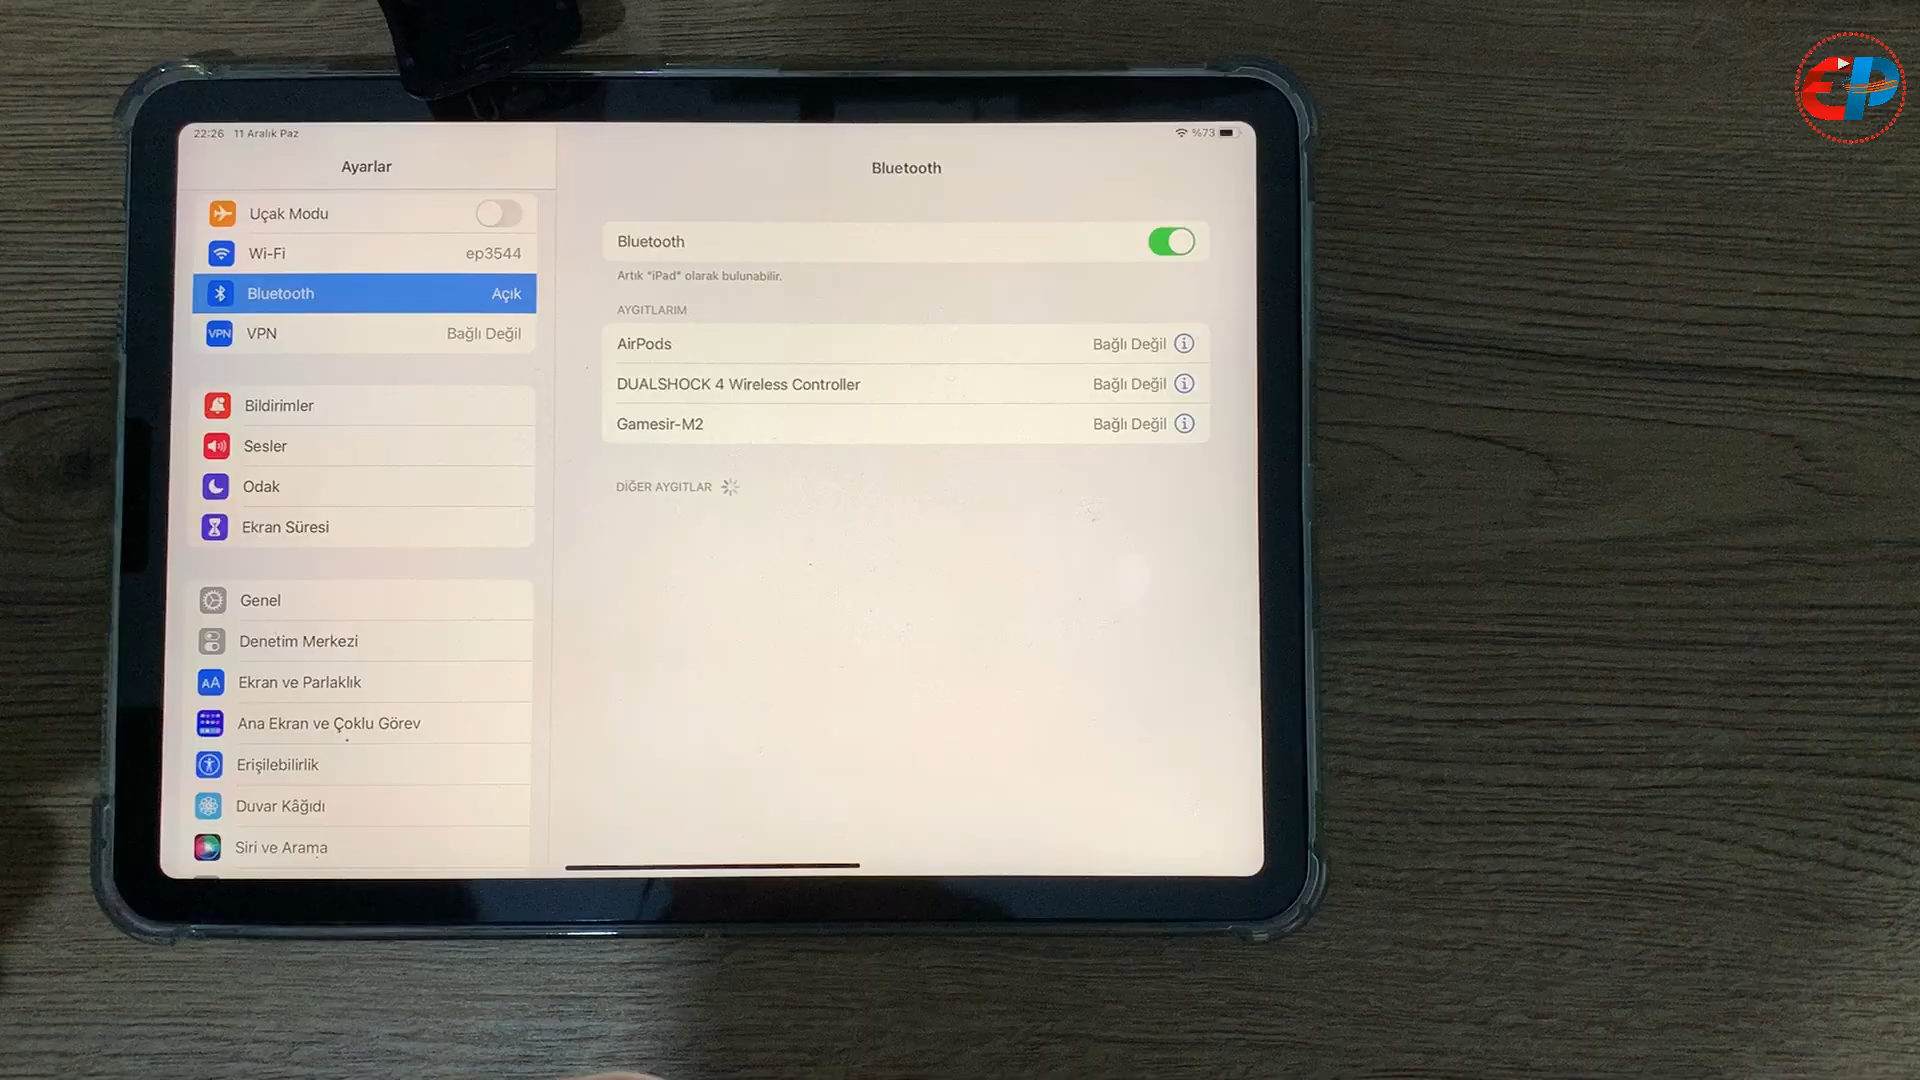 22:26 11 Aralık Paz
%73
Ayarlar
Uçak Modu
Wi-Fi ep3544
Bluetooth Açık
VPN VPN Bağlı Değil
Bildirimler
Sesler
Odak
Ekran Süresi
Genel
Denetim Merkezi
AA Ekran ve Parlaklık
Ana Ekran ve Çoklu Görev
Erişilebilirlik
Duvar Kâğıdı
Siri ve Arama
Bluetooth
Bluetooth
Artık "iPad" olarak bulunabilir.
AYGITLARIM
AirPods Bağlı Değil
DUALSHOCK 4 Wireless Controller Bağlı Değil
Gamesir-M2 Bağlı Değil
DİĞER AYGITLAR
EP